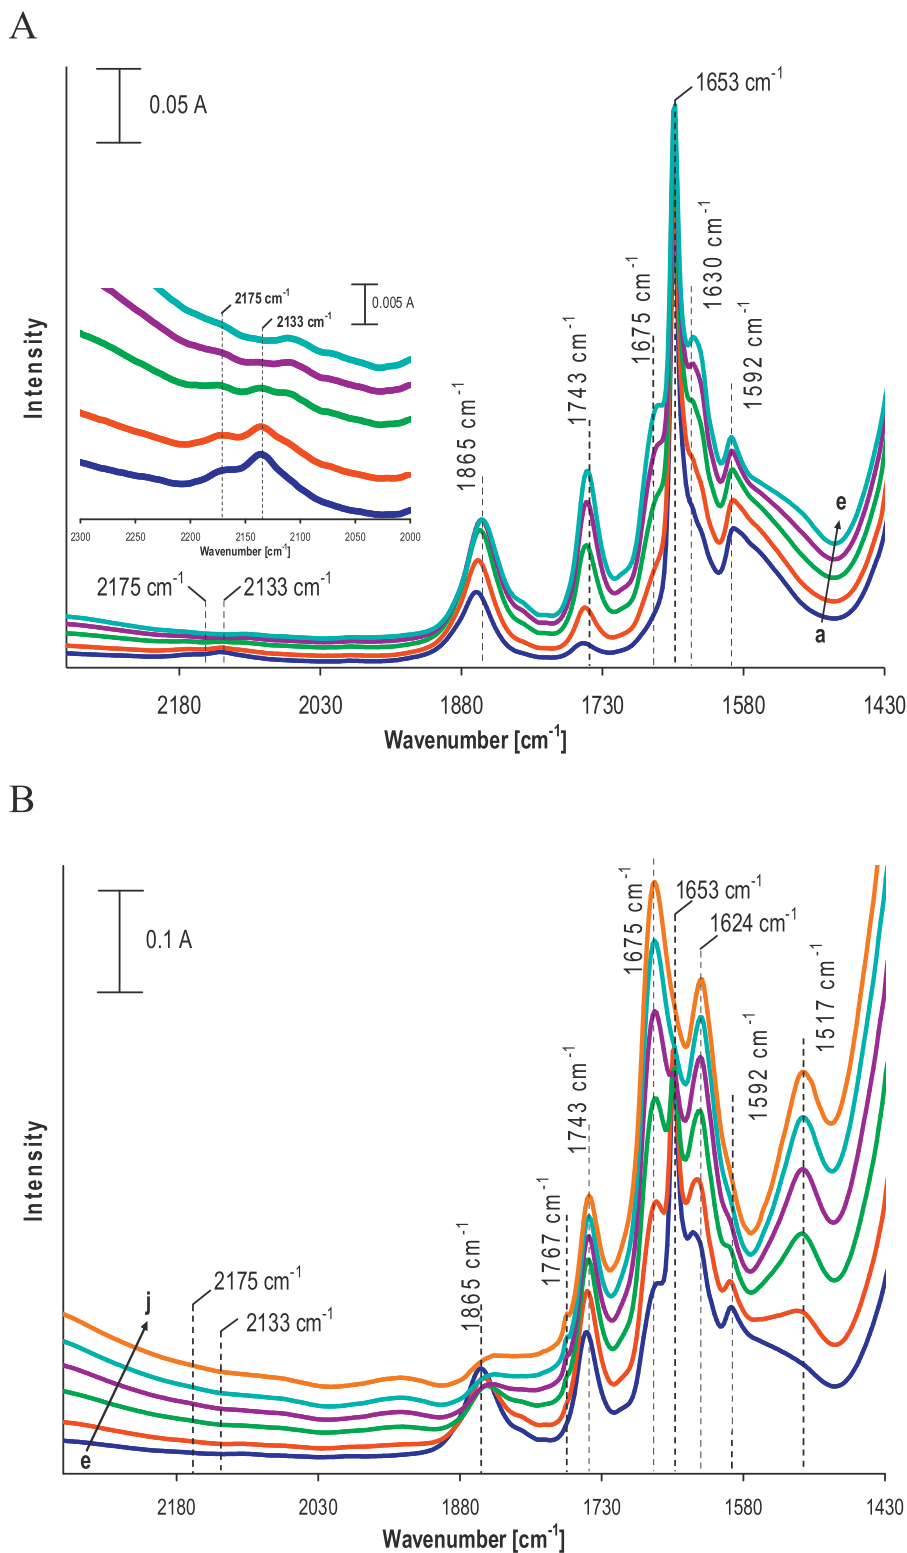 A
0.05 A
1653 cm-1
1630 cm-1
1675 cm-1
1743 cm-1
1592 cm-1
1865 cm-1
2175 cm-1
2133 cm-1
0.005 A
2300 2250 2200 2150 2100 2050 2000
Wavenumber [cm-1]
2175 cm-1 2133 cm-1
Intensity
e
a
2180 2030 1880 1730 1580 1430
Wavenumber [cm-1]
B
0.1 A
1675 cm-1
1653 cm-1
1624 cm-1
1517 cm-1
1592 cm-1
1743 cm-1
1767 cm-1
1865 cm-1
2175 cm-1
2133 cm-1
Intensity
j
e
2180 2030 1880 1730 1580 1430
Wavenumber [cm-1]